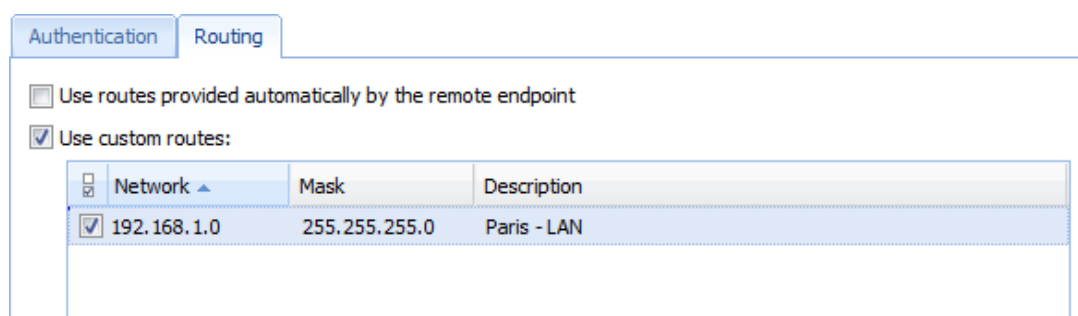 Authentication Routing
Use routes provided automatically by the remote endpoint
Use custom routes:
Network Mask Description
192.168.1.0 255.255.255.0 Paris - LAN